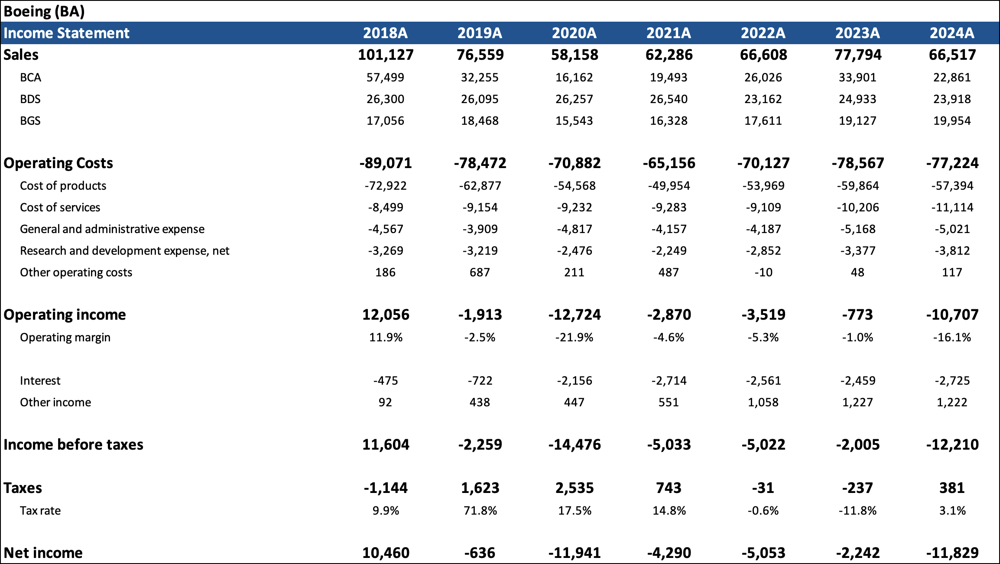 Boeing (BA)
Income Statement 2018A 2019A 2020A 2021A 2022A 2023A 2024A
Sales 101,127 76,559 58,158 62,286 66,608 77,794 66,517
BCA 57,499 32,255 16,162 19,493 26,026 33,901 22,861
BDS 26,300 26,095 26,257 26,540 23,162 24,933 23,918
BGS 17,056 18,468 15,543 16,328 17,611 19,127 19,954
Operating Costs -89,071 -78,472 -70,882 -65,156 -70,127 -78,567 -77,224
Cost of products -72,922 -62,877 -54,568 -49,954 -53,969 -59,864 -57,394
Cost of services -8,499 -9,154 -9,232 -9,283 -9,109 -10,206 -11,114
General and administrative expense -4,567 -3,909 -4,817 -4,157 -4,187 -5,168 -5,021
Research and development expense, net -3,269 -3,219 -2,476 -2,249 -2,852 -3,377 -3,812
Other operating costs 186 687 211 487 -10 48 117
Operating income 12,056 -1,913 -12,724 -2,870 -3,519 -773 -10,707
Operating margin 11.9% -2.5% -21.9% -4.6% -5.3% -1.0% -16.1%
Interest -475 -722 -2,156 -2,714 -2,561 -2,459 -2,725
Other income 92 438 447 551 1,058 1,227 1,222
Income before taxes 11,604 -2,259 -14,476 -5,033 -5,022 -2,005 -12,210
Taxes -1,144 1,623 2,535 743 -31 -237 381
Tax rate 9.9% 71.8% 17.5% 14.8% -0.6% -11.8% 3.1%
Net income 10,460 -636 -11,941 -4,290 -5,053 -2,242 -11,829